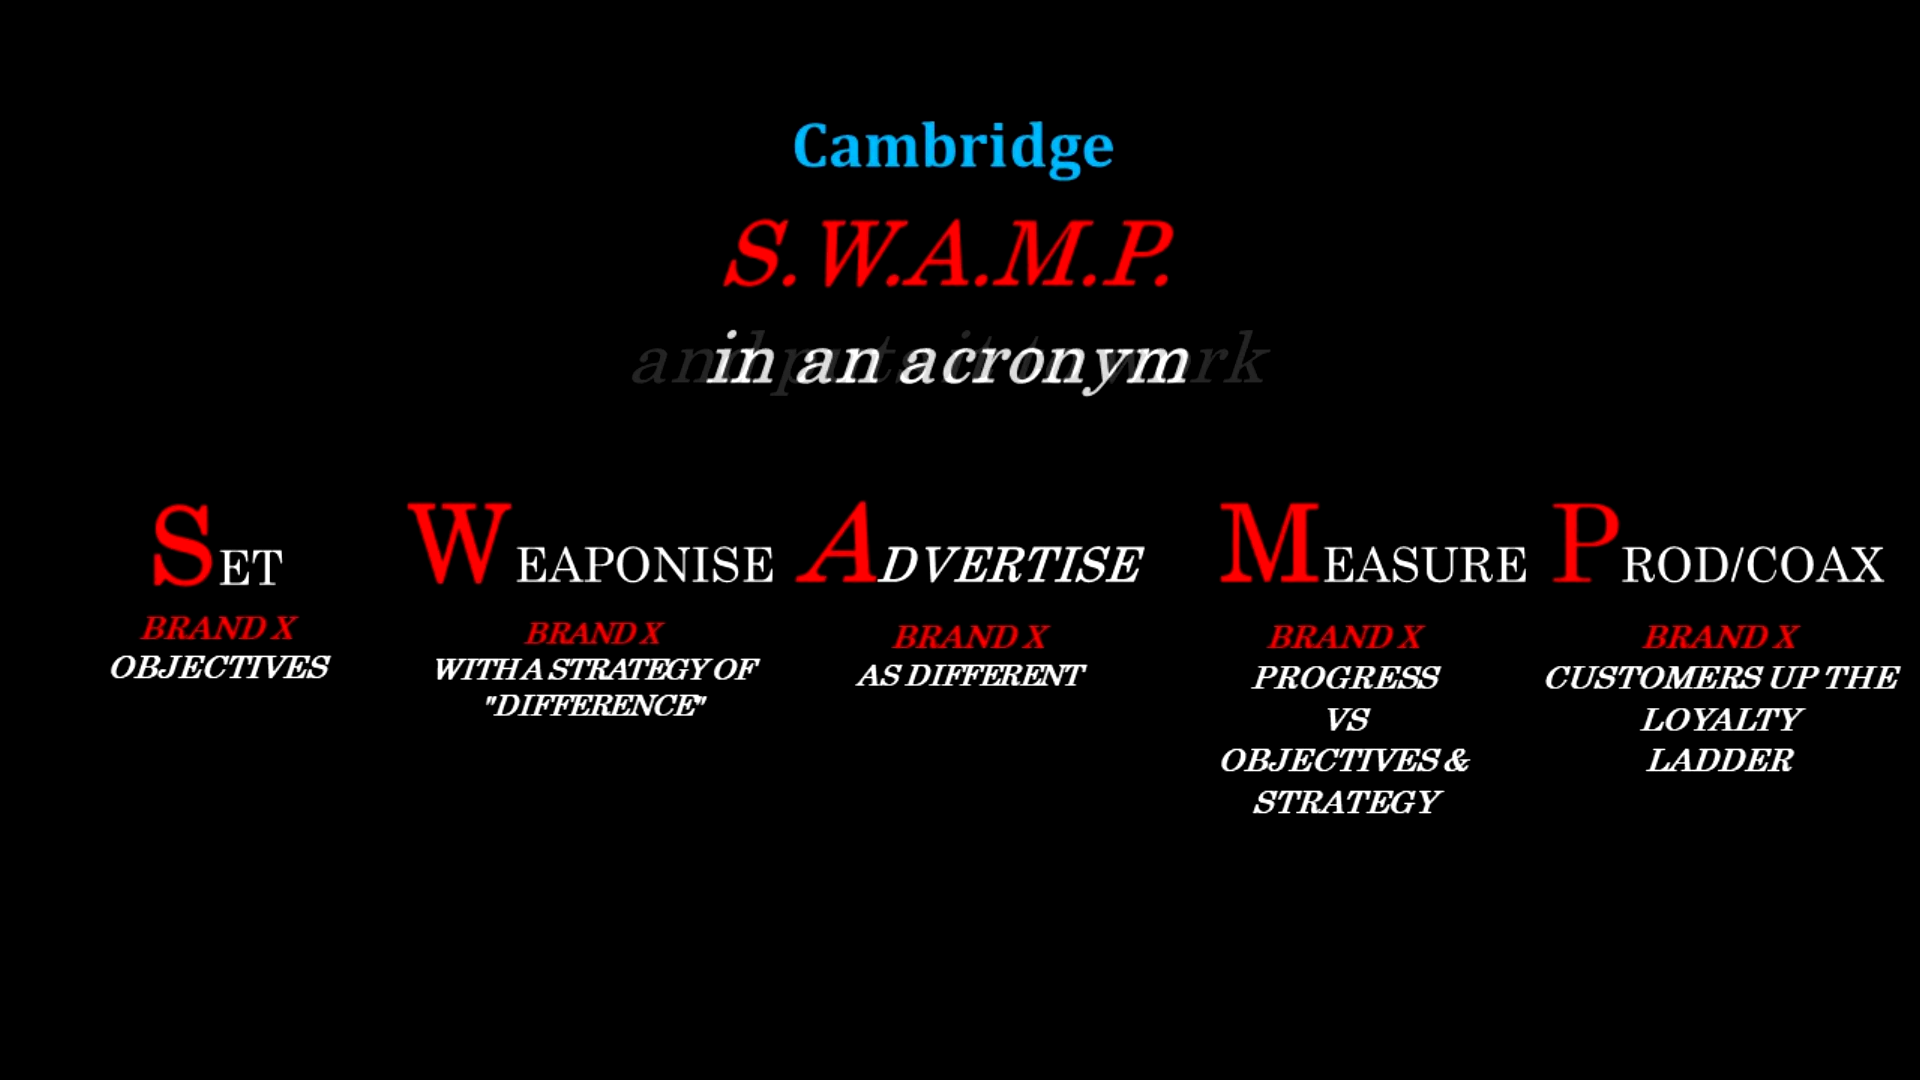 Cambridge
S.W.A.M.P.
in an acronym
SET
BRAND X
OBJECTIVES
WEAPONISE
BRAND X
WITH A STRATEGY OF
"DIFFERENCE"
ADVERTISE
BRAND X
AS DIFFERENT
MEASURE
BRAND X
PROGRESS
VS
OBJECTIVES &
STRATEGY
PROD/COAX
BRAND X
CUSTOMERS UP THE
LOYALTY
LADDER